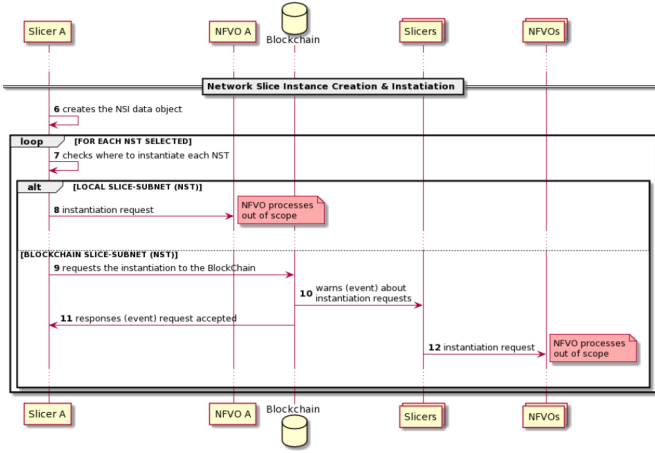 Slicer A
NFVO A
Blockchain
Slicers
NFVOs
Network Slice Instance Creation & Instatiation
6 creates the NSI data object
loop [FOR EACH NST SELECTED]
7 checks where to instantiate each NST
alt [LOCAL SLICE-SUBNET (NST)]
8 instantiation request
NFVO processes
out of scope
[BLOCKCHAIN SLICE-SUBNET (NST)]
9 requests the instantiation to the BlockChain
10 warns (event) about
instantiation requests
11 responses (event) request accepted
12 instantiation request
NFVO processes
out of scope
Slicer A
NFVO A
Blockchain
Slicers
NFVOs